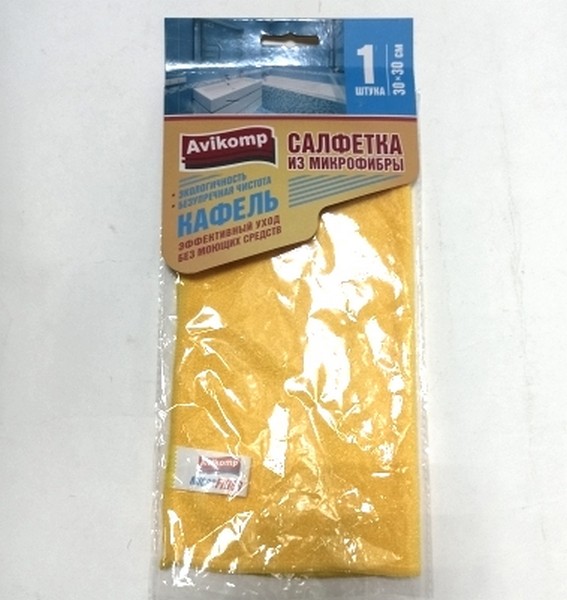 1
ШТУКА
30×30 см
Avikomp
САЛФЕТКА
ИЗ МИКРОФИБРЫ
• ЭКОЛОГИЧНОСТЬ
• БЕЗУПРЕЧНАЯ ЧИСТОТА
КАФЕЛЬ
ЭФФЕКТИВНЫЙ УХОД
БЕЗ МОЮЩИХ СРЕДСТВ
Avikomp